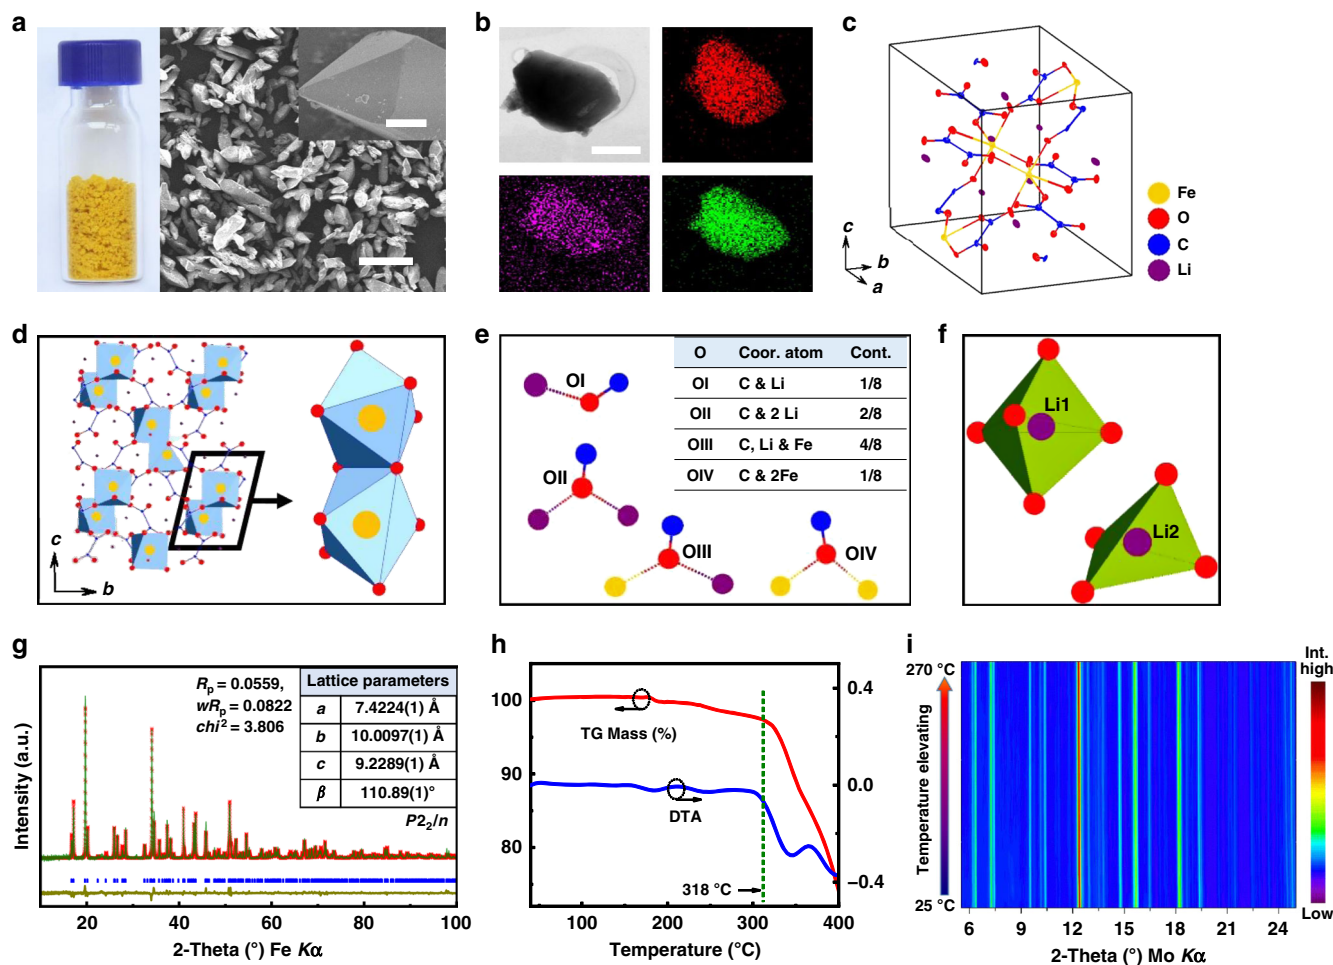 a
b
c
c
b
a
Fe
O
C
Li
d
c
b
e
O Coor. atom Cont.
OI C & Li 1/8
OII C & 2 Li 2/8
OIII C, Li & Fe 4/8
OIV C & 2Fe 1/8
OI
OII
OIII
OIV
f
Li1
Li2
g
Intensity (a.u.)
Rp = 0.0559,
wRp = 0.0822
chi² = 3.806
Lattice parameters
a 7.4224(1) Å
b 10.0097(1) Å
c 9.2289(1) Å
β 110.89(1)°
P2₂/n
20 40 60 80 100
2-Theta (°) Fe Kα
h
100
90
80
TG Mass (%)
DTA
318 °C
0.4
0.0
−0.4
100 200 300 400
Temperature (°C)
i
270 °C
Temperature elevating
25 °C
Int.
high
Low
6 9 12 15 18 21 24
2-Theta (°) Mo Kα